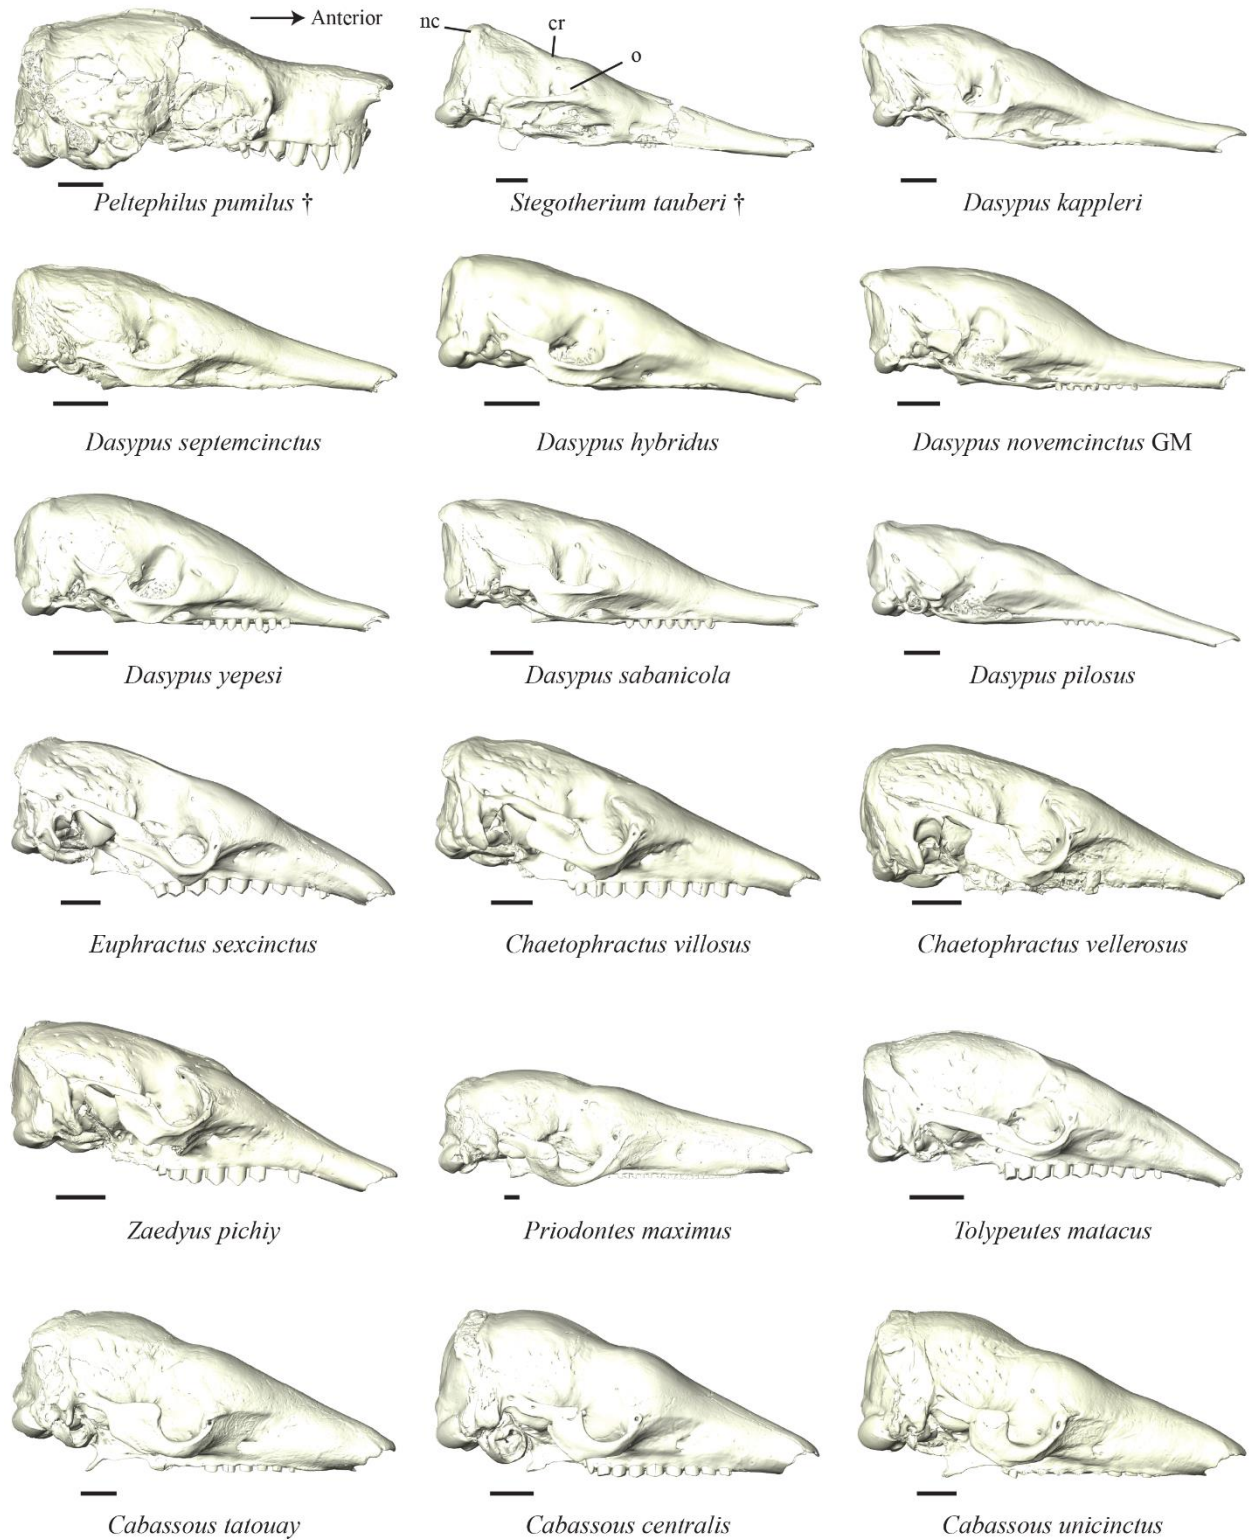 Anterior
nc
cr
o
Peltephilus pumilus †
Stegotherium tauberi †
Dasypus kappleri
Dasypus septemcinctus
Dasypus hybridus
Dasypus novemcinctus GM
Dasypus yepesi
Dasypus sabanicola
Dasypus pilosus
Euphractus sexcinctus
Chaetophractus villosus
Chaetophractus vellerosus
Zaedyus pichiy
Priodontes maximus
Tolypeutes matacus
Cabassous tatouay
Cabassous centralis
Cabassous unicinctus